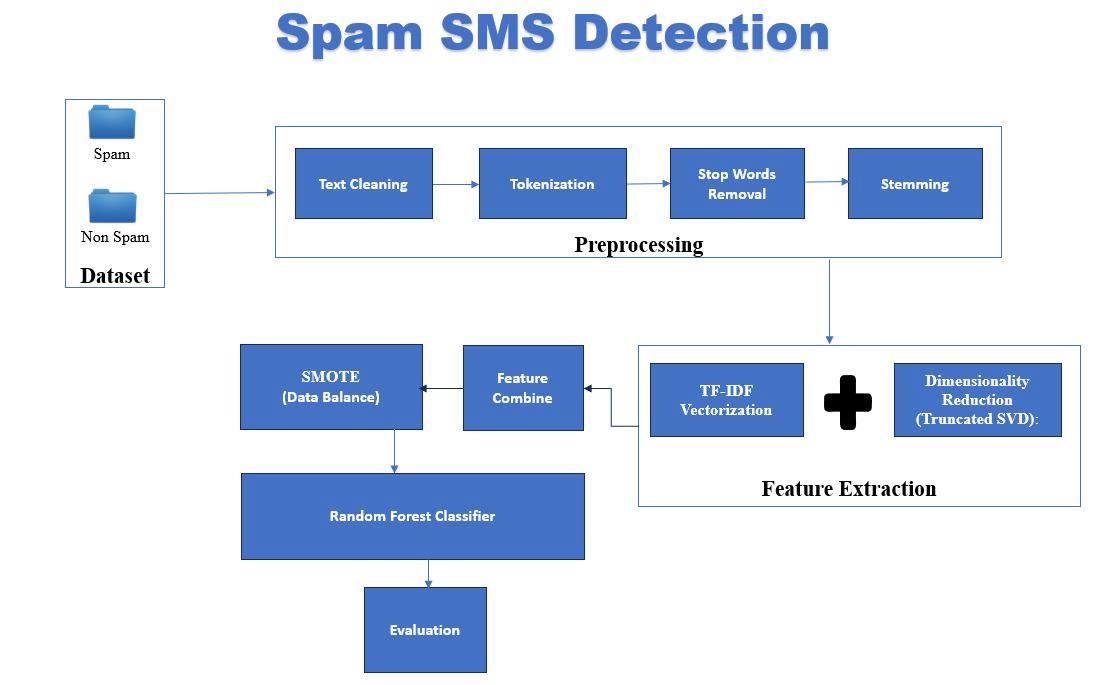 Spam SMS Detection
Spam
Non Spam
Dataset
Text Cleaning
Tokenization
Stop Words
Removal
Stemming
Preprocessing
TF-IDF
Vectorization
Dimensionality
Reduction
(Truncated SVD):
Feature Extraction
Feature
Combine
SMOTE
(Data Balance)
Random Forest Classifier
Evaluation